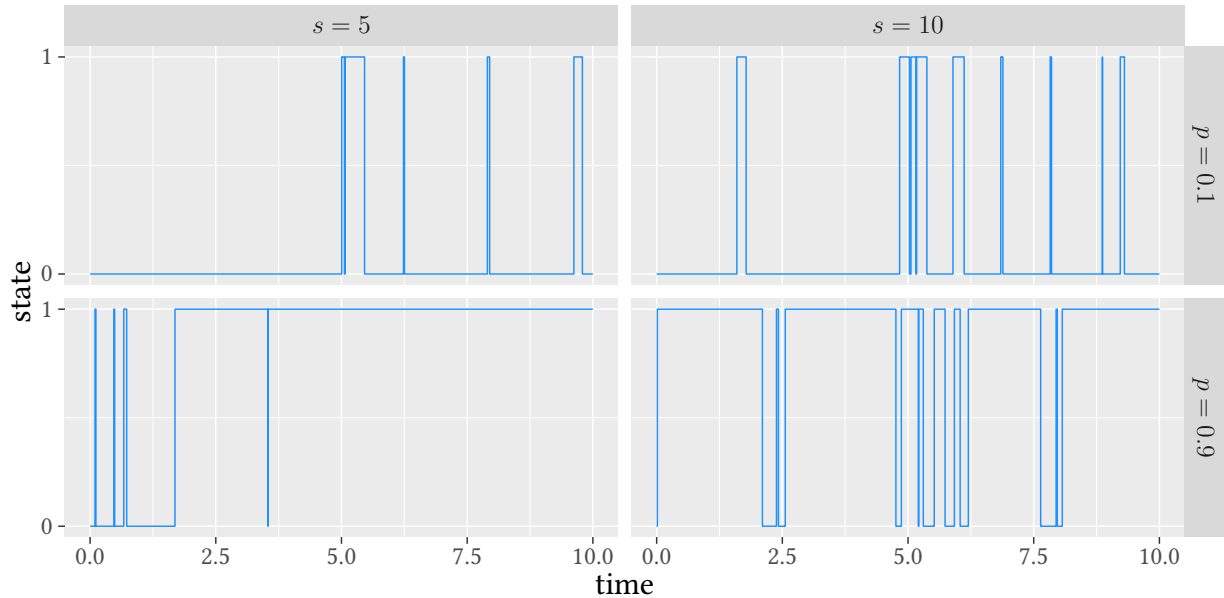 s = 5
s = 10
1
0
p = 0.1
state
1
0
p = 0.9
0.0 2.5 5.0 7.5 10.0
0.0 2.5 5.0 7.5 10.0
time